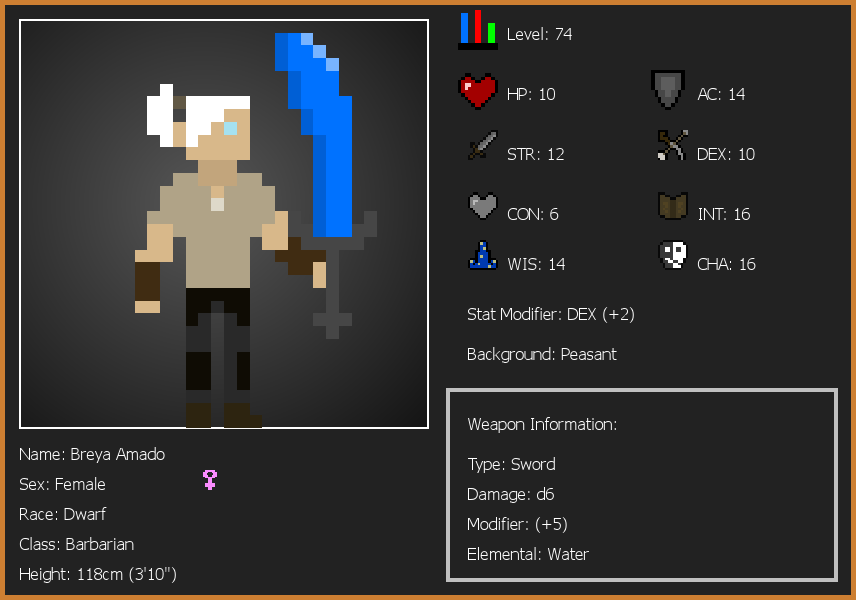 Level: 74
HP: 10
AC: 14
STR: 12
DEX: 10
CON: 6
INT: 16
WIS: 14
CHA: 16
Stat Modifier: DEX (+2)
Background: Peasant
Weapon Information:
Type: Sword
Damage: d6
Modifier: (+5)
Elemental: Water
Name: Breya Amado
Sex: Female
Race: Dwarf
Class: Barbarian
Height: 118cm (3'10")